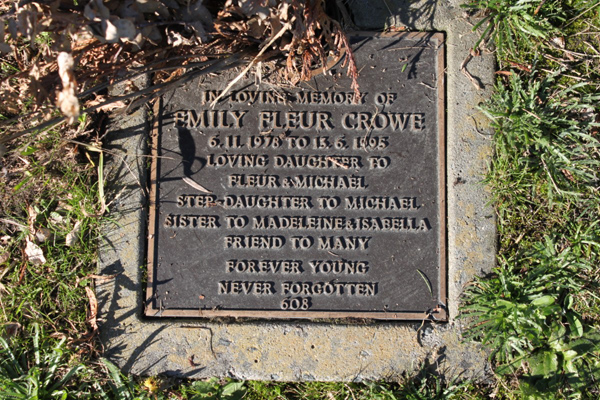 IN LOVING MEMORY OF
EMILY FLEUR CROWE
6.11.1978 TO 15.6.1995
LOVING DAUGHTER TO
FLEUR & MICHAEL
STEP-DAUGHTER TO MICHAEL
SISTER TO MADELEINE & ISABELLA
FRIEND TO MANY
FOREVER YOUNG
NEVER FORGOTTEN
608